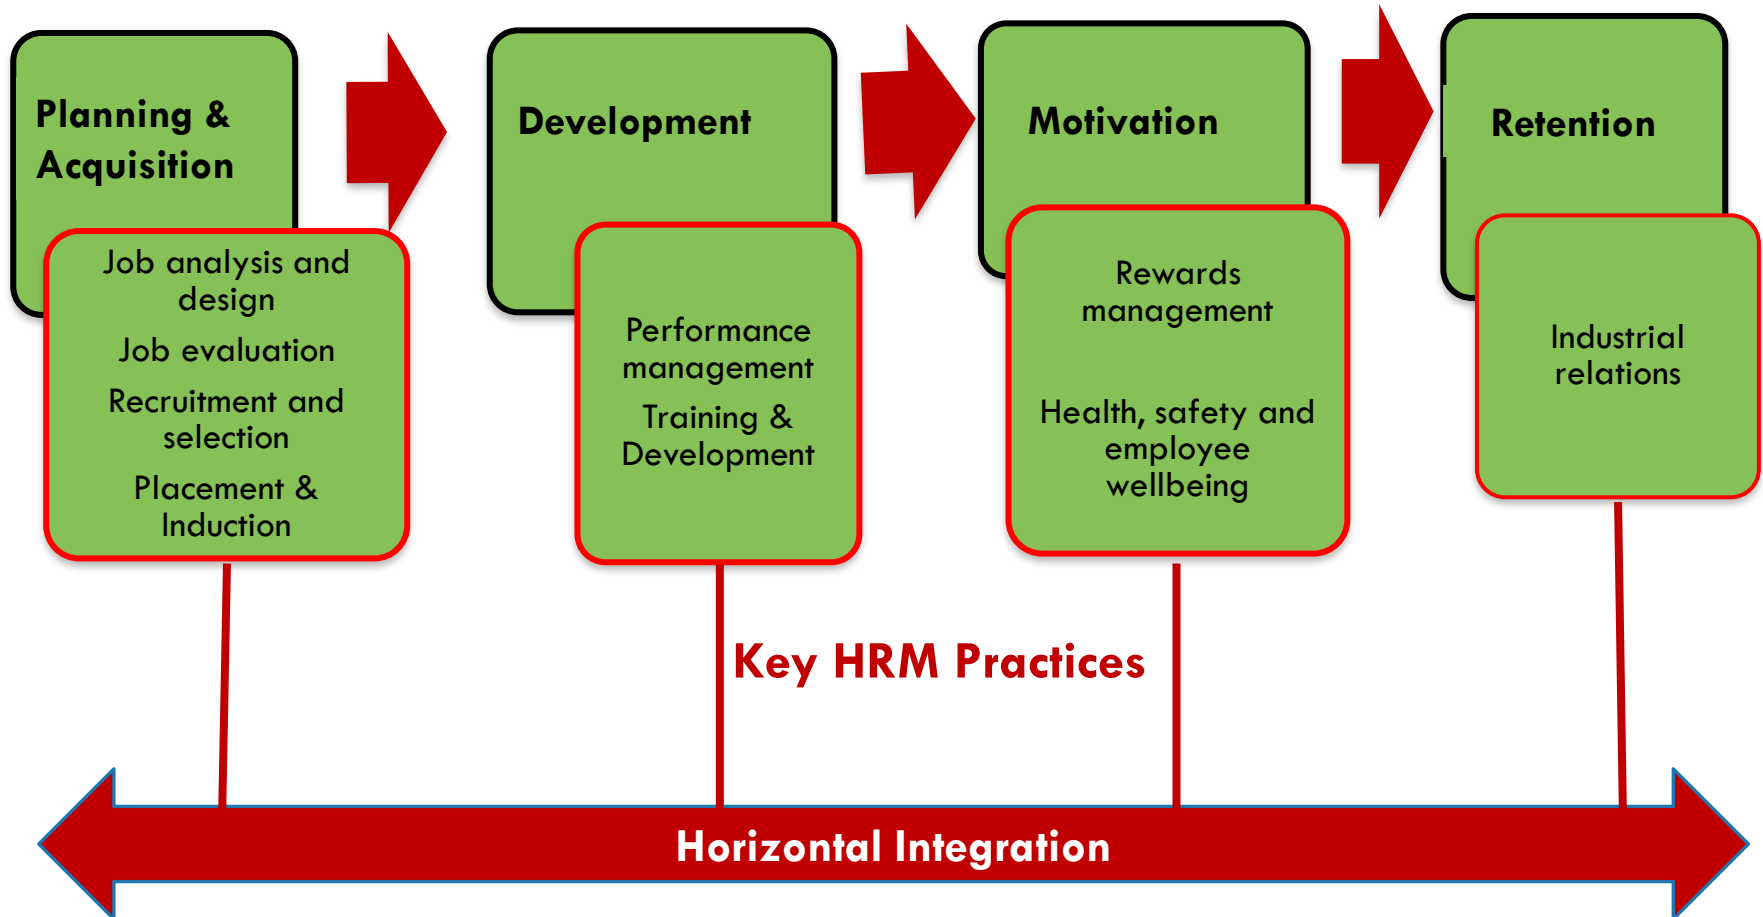 Planning &
Acquisition
Job analysis and
design
Job evaluation
Recruitment and
selection
Placement &
Induction
Development
Performance
management
Training &
Development
Motivation
Rewards
management
Health, safety and
employee
wellbeing
Retention
Industrial
relations
Key HRM Practices
Horizontal Integration